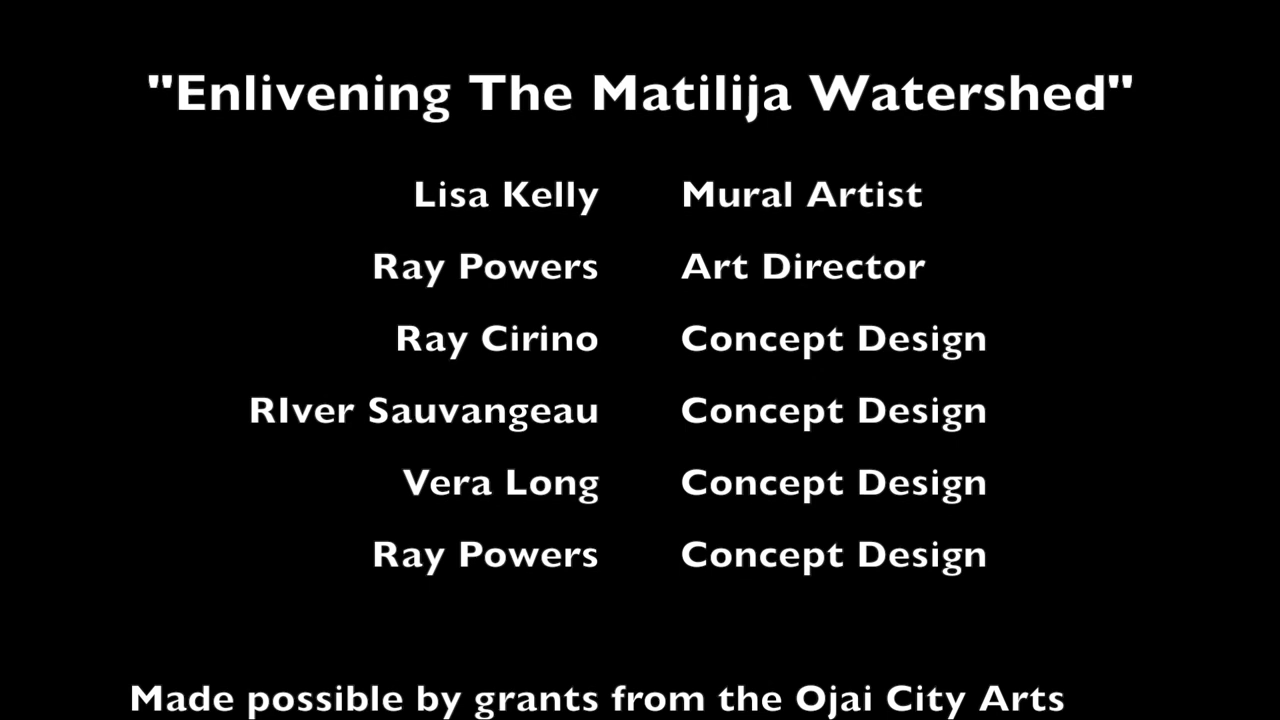 "Enlivening The Matilija Watershed"
Lisa Kelly Mural Artist
Ray Powers Art Director
Ray Cirino Concept Design
RIver Sauvangeau Concept Design
Vera Long Concept Design
Ray Powers Concept Design
Made possible by grants from the Ojai City Arts